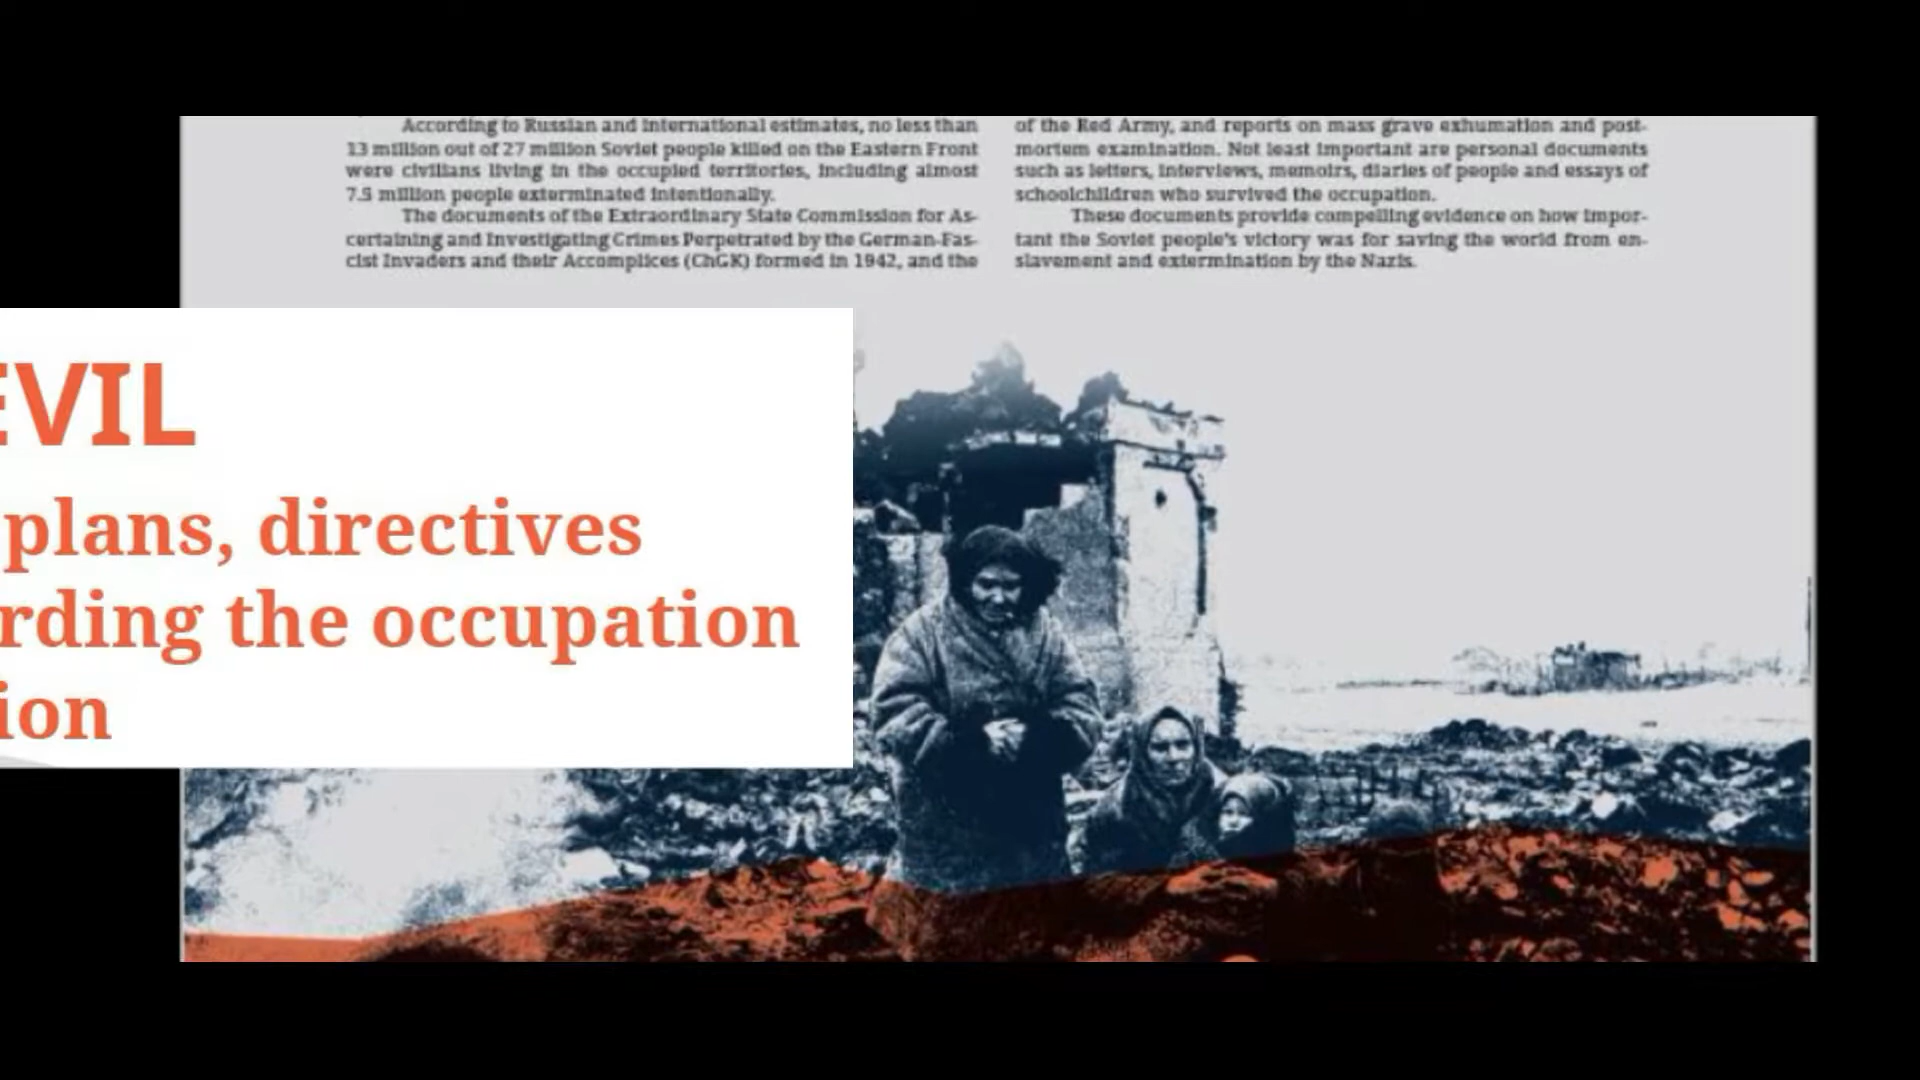 According to Russian and international estimates, no less than
13 million out of 27 million Soviet people killed on the Eastern Front
were civilians living in the occupied territories, including almost
7.5 million people exterminated intentionally.
The documents of the Extraordinary State Commission for As-
certaining and Investigating Crimes Perpetrated by the German-Fas-
cist Invaders and their Accomplices (ChGK) formed in 1942, and the
of the Red Army, and reports on mass grave exhumation and post-
mortem examination. Not least important are personal documents
such as letters, interviews, memoirs, diaries of people and essays of
schoolchildren who survived the occupation.
These documents provide compelling evidence on how impor-
tant the Soviet people's victory was for saving the world from en-
slavement and extermination by the Nazis.
EVIL
plans, directives
rding the occupation
ion